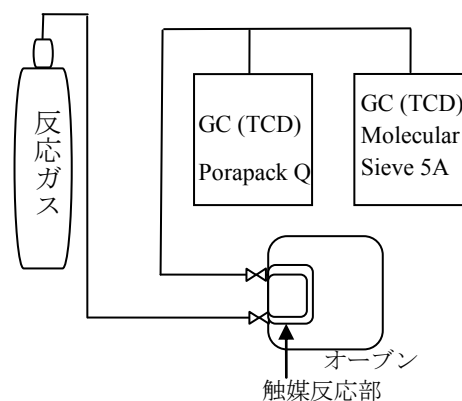 反応ガス
GC (TCD)
Porapack Q
GC (TCD)
Molecular
Sieve 5A
オーブン
触媒反応部